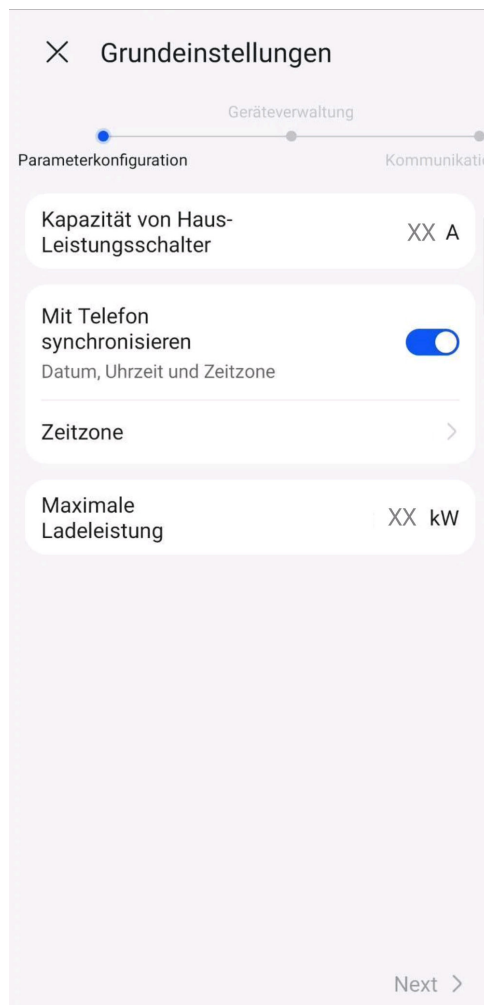 Grundeinstellungen
Geräteverwaltung
Parameterkonfiguration
Kommunikati
Kapazität von Haus-
Leistungsschalter
XX A
Mit Telefon
synchronisieren
Datum, Uhrzeit und Zeitzone
Zeitzone
Maximale
Ladeleistung
XX kW
Next